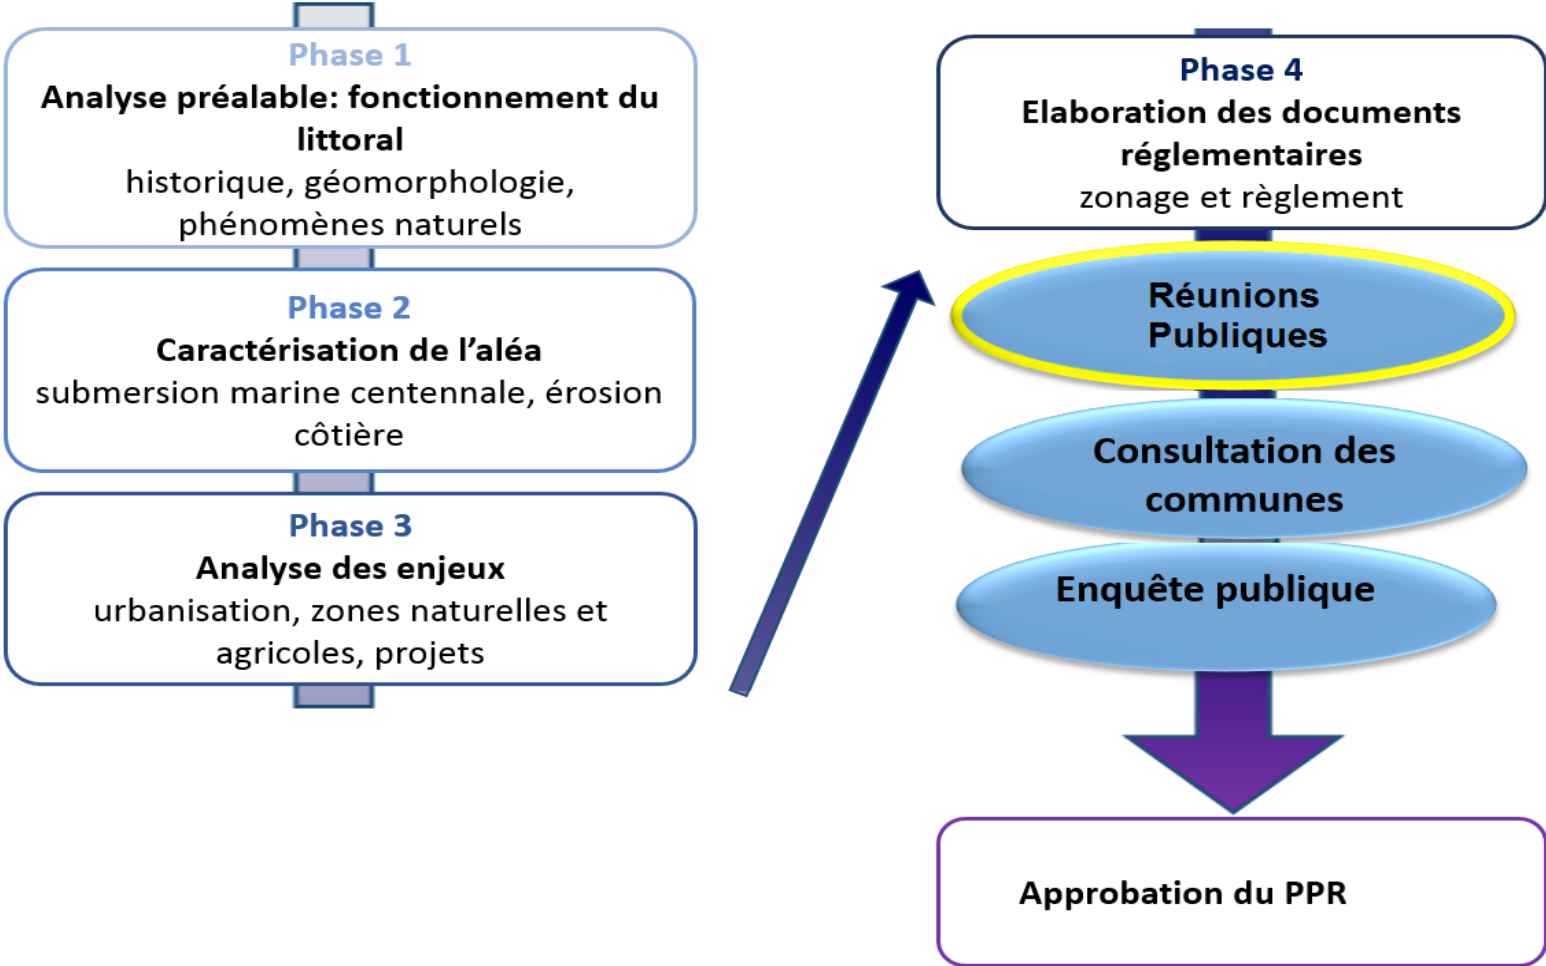 Phase 1
Analyse préalable: fonctionnement du
littoral
historique, géomorphologie,
phénomènes naturels
Phase 2
Caractérisation de l’aléa
submersion marine centennale, érosion
côtière
Phase 3
Analyse des enjeux
urbanisation, zones naturelles et
agricoles, projets
Phase 4
Elaboration des documents
réglementaires
zonage et règlement
Réunions
Publiques
Consultation des
communes
Enquête publique
Approbation du PPR